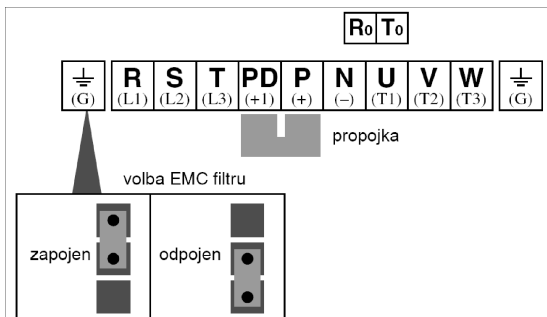 R0 T0
R S T PD P N U V W
(G) (L1) (L2) (L3) (+1) (+) (–) (T1) (T2) (T3) (G)
propojka
volba EMC filtru
zapojen odpojen